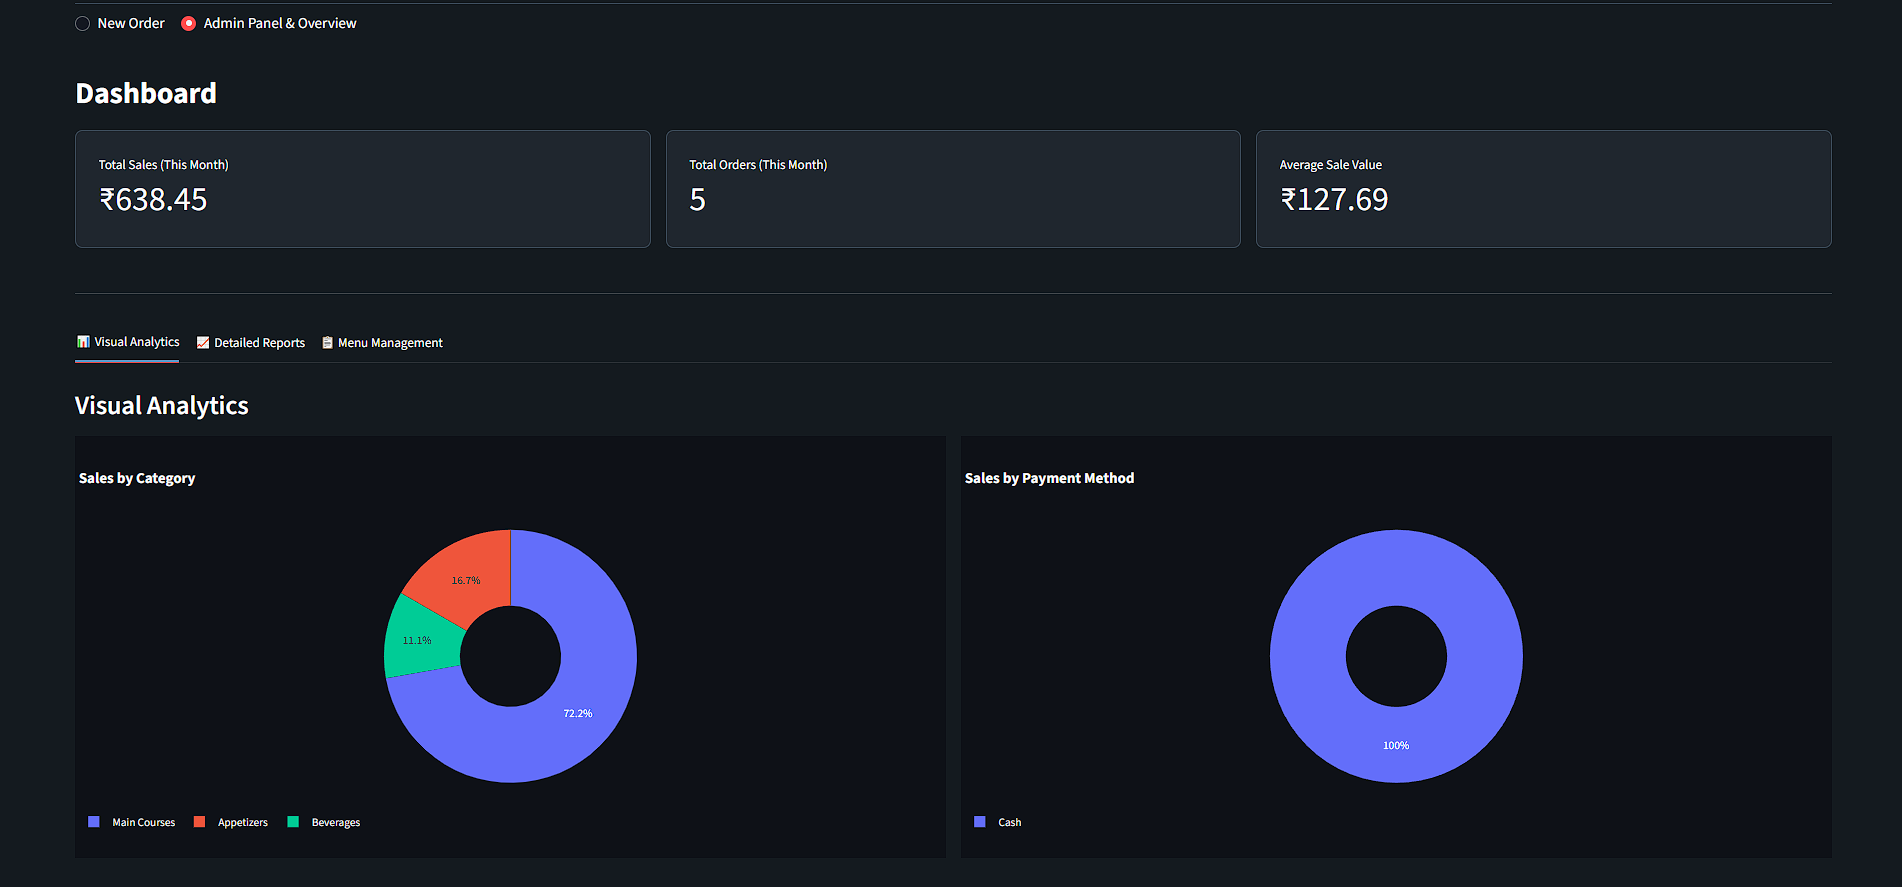 New Order Admin Panel & Overview
Dashboard
Total Sales (This Month)
₹638.45
Total Orders (This Month)
5
Average Sale Value
₹127.69
📊 Visual Analytics 📈 Detailed Reports 📋 Menu Management
Visual Analytics
Sales by Category
16.7%
11.1%
72.2%
Main Courses Appetizers Beverages
Sales by Payment Method
100%
Cash